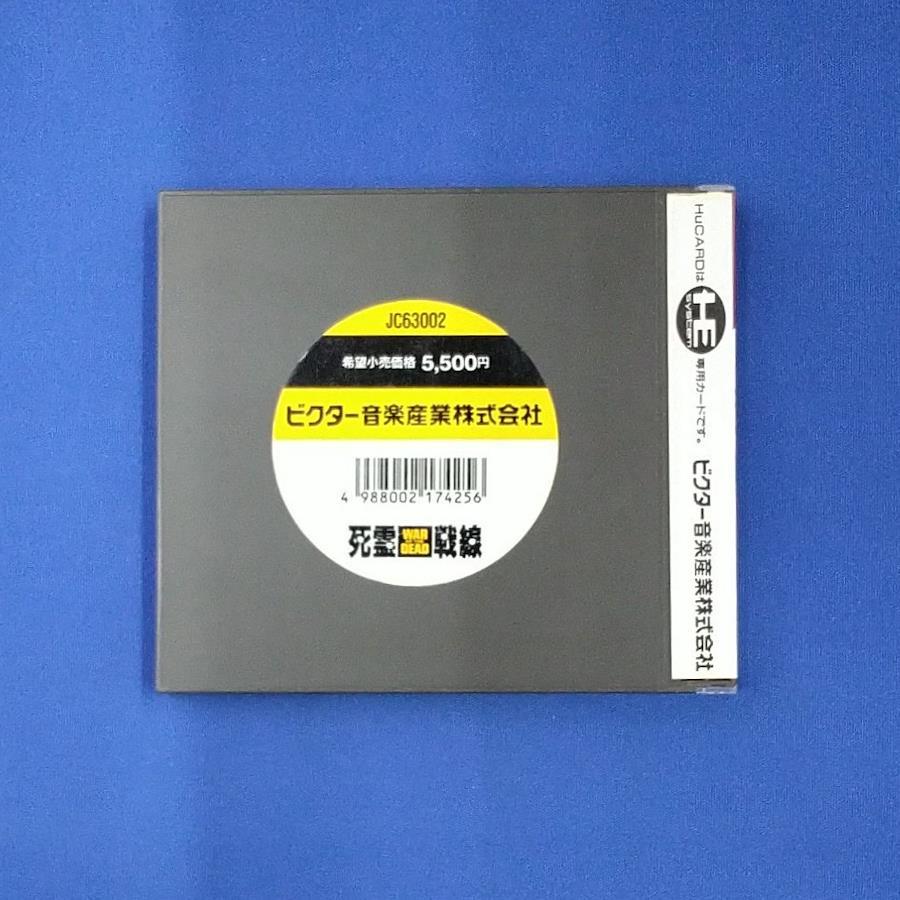 JC63002
希望小売価格 5,500円
ビクター音楽産業株式会社
4 988002 174256
死霊 WAR OF THE DEAD 戦線
HuCARDは HE system 専用カードです。 ビクター音楽産業株式会社